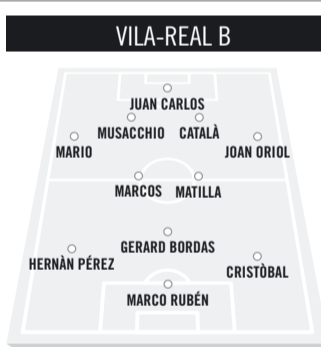 VILA-REAL B
JUAN CARLOS
MUSACCHIO CATALÀ
MARIO JOAN ORIOL
MARCOS MATILLA
GERARD BORDAS
HERNÀN PÉREZ
CRISTÒBAL
MARCO RUBÉN